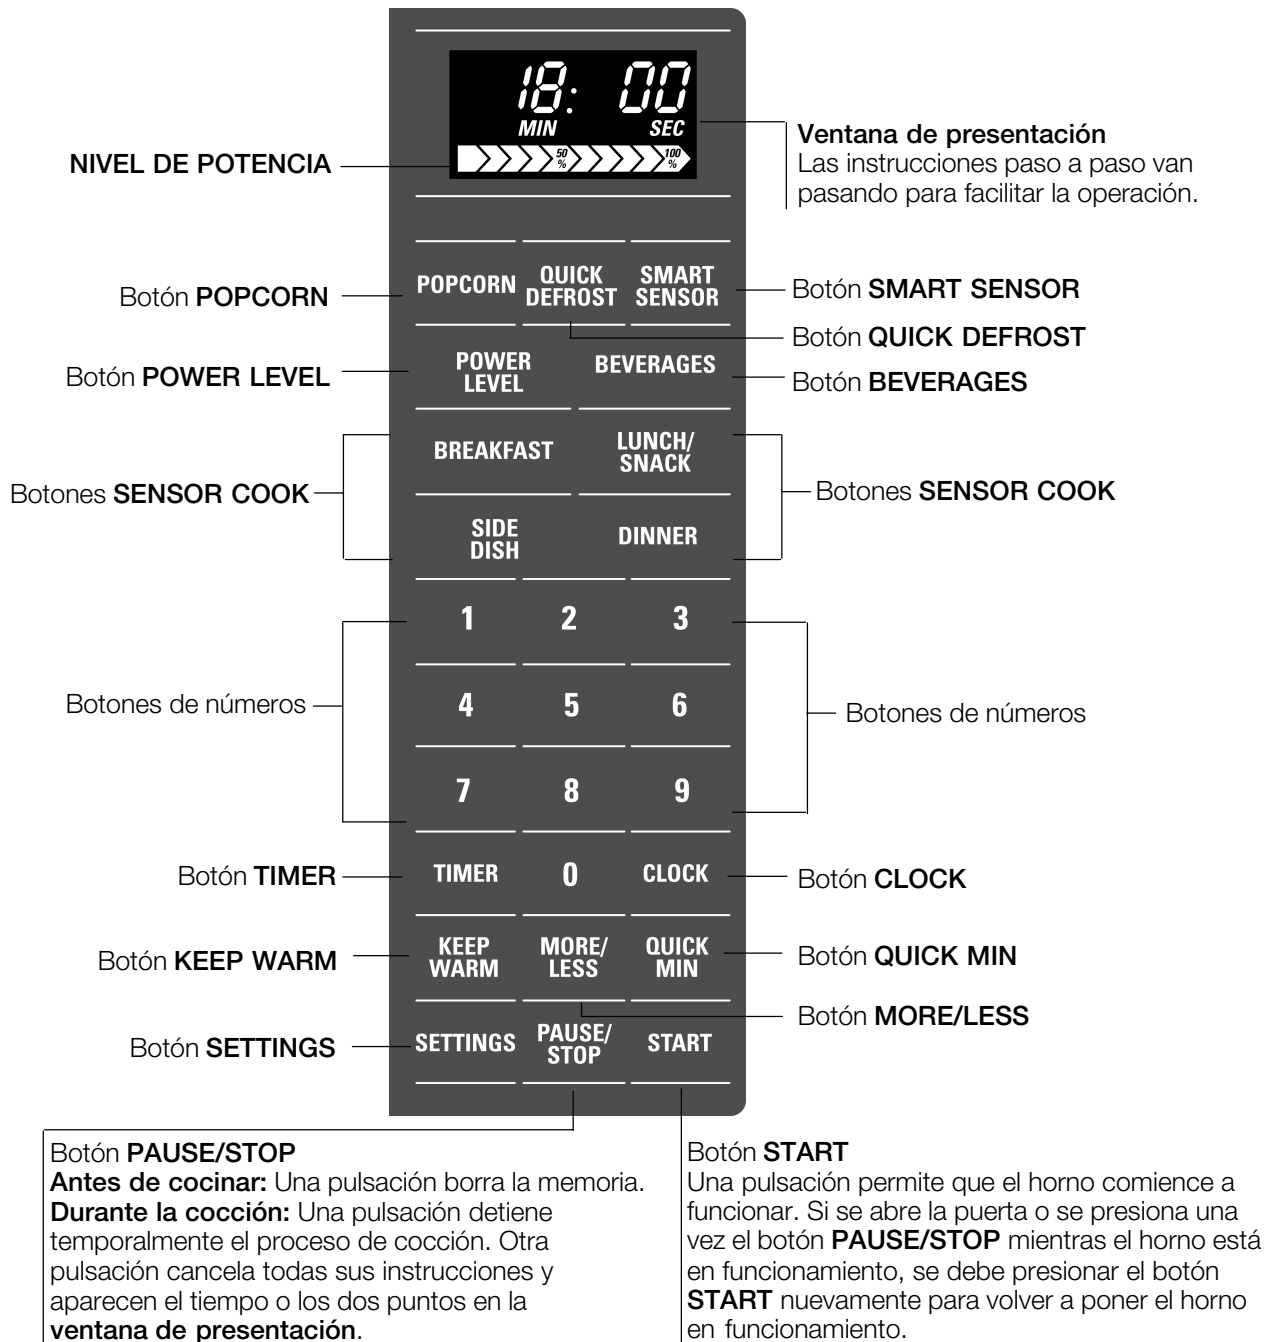 18: 00
MIN SEC
50 % 100 %
NIVEL DE POTENCIA
Ventana de presentación
Las instrucciones paso a paso van
pasando para facilitar la operación.
Botón POPCORN
POPCORN
QUICK
DEFROST
SMART
SENSOR
Botón SMART SENSOR
Botón QUICK DEFROST
Botón POWER LEVEL
POWER
LEVEL
BEVERAGES
Botón BEVERAGES
BREAKFAST
LUNCH/
SNACK
Botones SENSOR COOK
Botones SENSOR COOK
SIDE
DISH
DINNER
1 2 3
Botones de números
4 5 6
Botones de números
7 8 9
Botón TIMER
TIMER 0 CLOCK
Botón CLOCK
Botón KEEP WARM
KEEP
WARM
MORE/
LESS
QUICK
MIN
Botón QUICK MIN
Botón MORE/LESS
Botón SETTINGS
SETTINGS
PAUSE/
STOP
START
Botón PAUSE/STOP
Antes de cocinar: Una pulsación borra la memoria.
Durante la cocción: Una pulsación detiene
temporalmente el proceso de cocción. Otra
pulsación cancela todas sus instrucciones y
aparecen el tiempo o los dos puntos en la
ventana de presentación.
Botón START
Una pulsación permite que el horno comience a
funcionar. Si se abre la puerta o se presiona una
vez el botón PAUSE/STOP mientras el horno está
en funcionamiento, se debe presionar el botón
START nuevamente para volver a poner el horno
en funcionamiento.